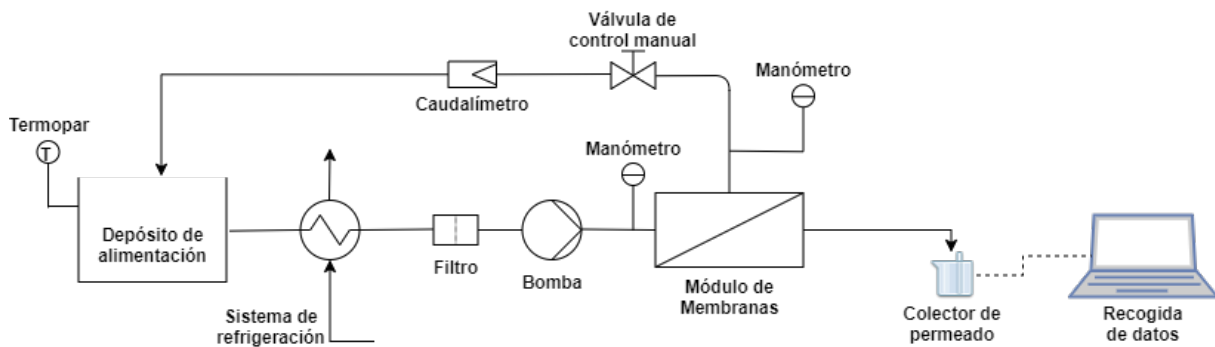 Válvula de
control manual
Manómetro
Caudalímetro
Termopar
T
Manómetro
Depósito de
alimentación
Filtro
Bomba
Módulo de
Membranas
Sistema de
refrigeración
Colector de
permeado
Recogida
de datos